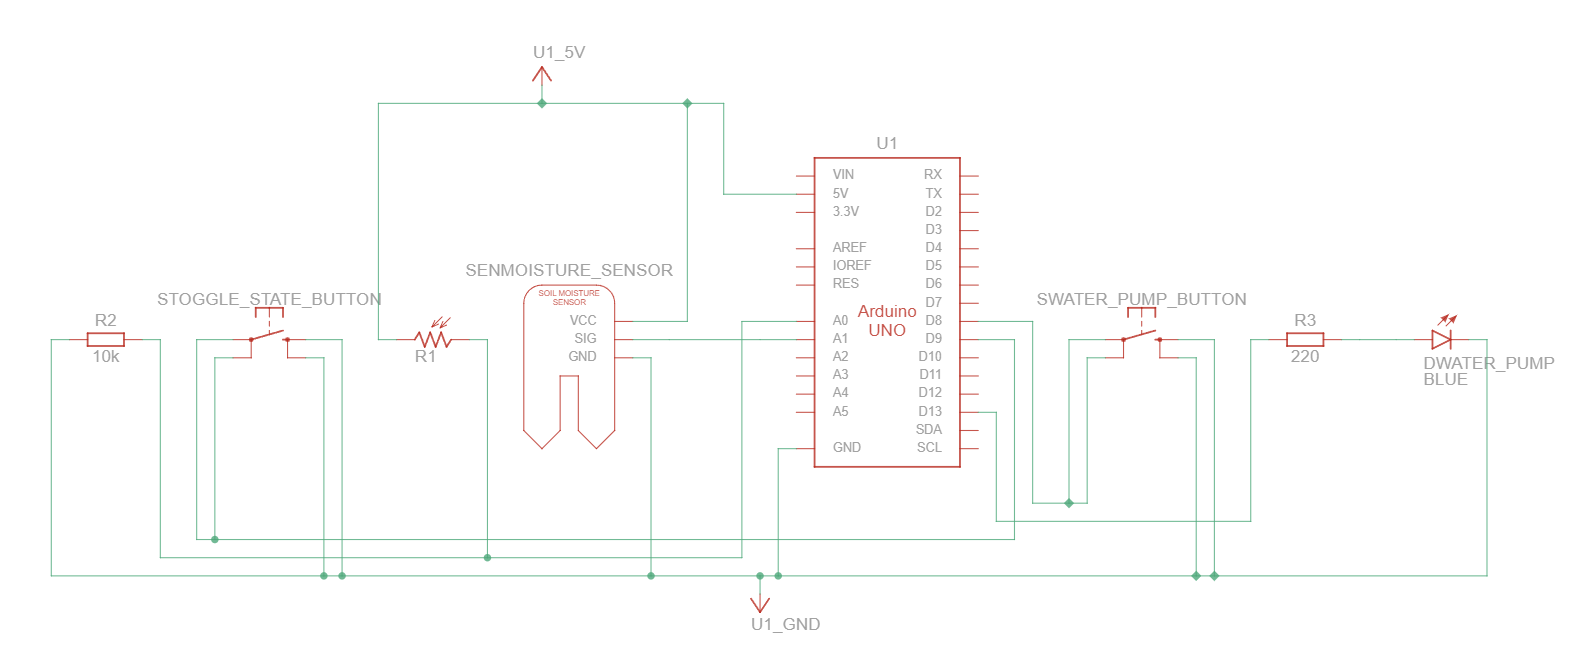 U1_5V
U1
VIN
5V
3.3V
AREF
IOREF
RES
A0
A1
A2
A3
A4
A5
GND
Arduino
UNO
RX
TX
D2
D3
D4
D5
D6
D7
D8
D9
D10
D11
D12
D13
SDA
SCL
SENMOISTURE_SENSOR
SOIL MOISTURE
SENSOR
VCC
SIG
GND
STOGGLE_STATE_BUTTON
R2
10k
R1
SWATER_PUMP_BUTTON
R3
220
DWATER_PUMP
BLUE
U1_GND